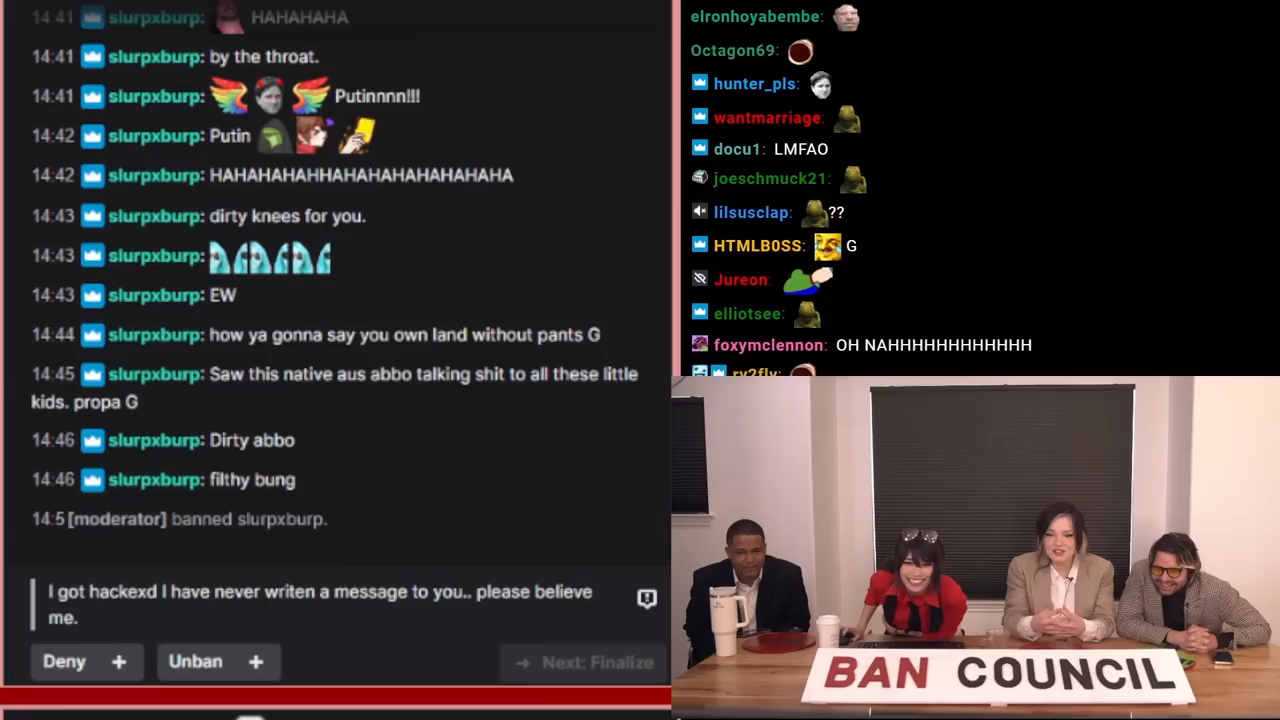 14:41 slurpxburp: HAHAHAHA
14:41 slurpxburp: by the throat.
14:41 slurpxburp: Putinnnn!!!
14:42 slurpxburp: Putin
14:42 slurpxburp: HAHAHAHAHHAHAHAHAHAHAHA
14:43 slurpxburp: dirty knees for you.
14:43 slurpxburp:
14:43 slurpxburp: EW
14:44 slurpxburp: how ya gonna say you own land without pants G
14:45 slurpxburp: Saw this native aus abbo talking shit to all these little
kids. propa G
14:46 slurpxburp: Dirty abbo
14:46 slurpxburp: filthy bung
14:5 [moderator] banned slurpxburp.
I got hackexd I have never writen a message to you.. please believe
me.
Deny +
Unban +
→ Next: Finalize
elronhoyabembe:
Octagon69:
hunter_pls:
wantmarriage:
docu1: LMFAO
joeschmuck21:
lilsusclap: ??
HTMLB0SS: G
Jureon:
elliotsee:
foxymclennon: OH NAHHHHHHHHHHHH
ry2fly:
BAN COUNCIL